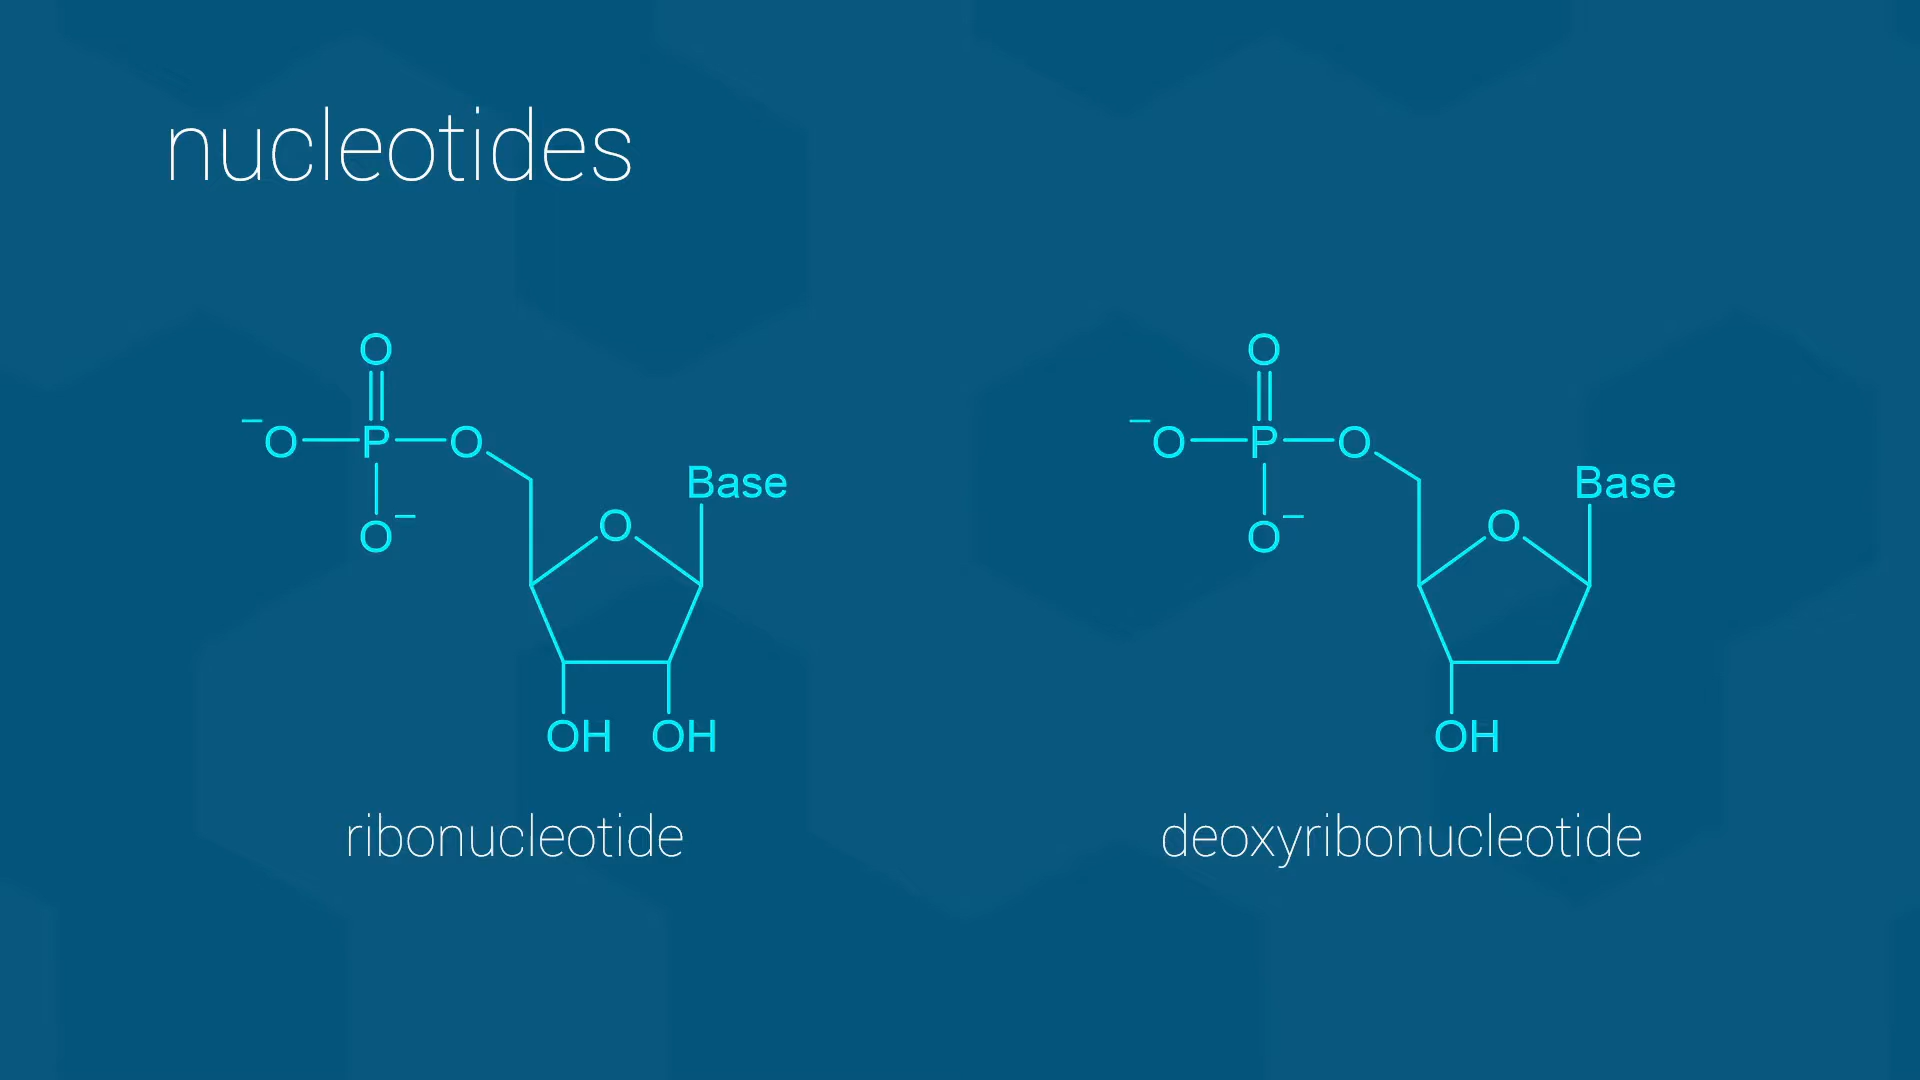 nucleotides
O
⁻O P O
O⁻
O
Base
OH OH
ribonucleotide
O
⁻O P O
O⁻
O
Base
OH
deoxyribonucleotide